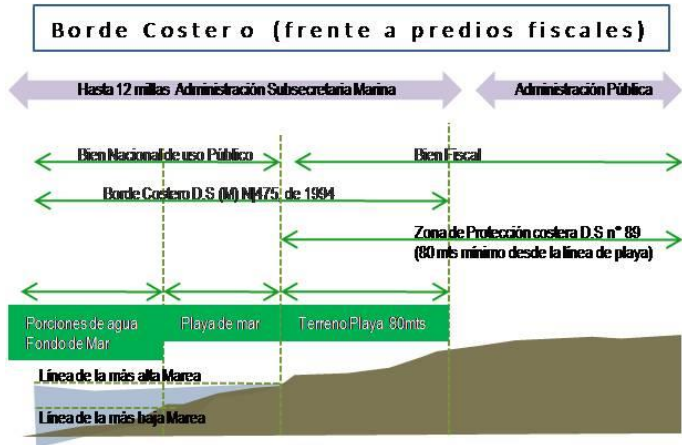 Borde Costero (frente a predios fiscales)
Hasta 12 millas Administración Subsecretaria Marina
Administración Pública
Bien Nacional de uso Público
Bien Fiscal
Borde Costero D.S (M) N|475 de 1994
Zona de Protección costera D.S n° 89
(80 mts mínimo desde la línea de playa)
Porciones de agua
Fondo de Mar
Playa de mar
Terreno Playa 80mts
Línea de la más alta Marea
Línea de la más baja Marea